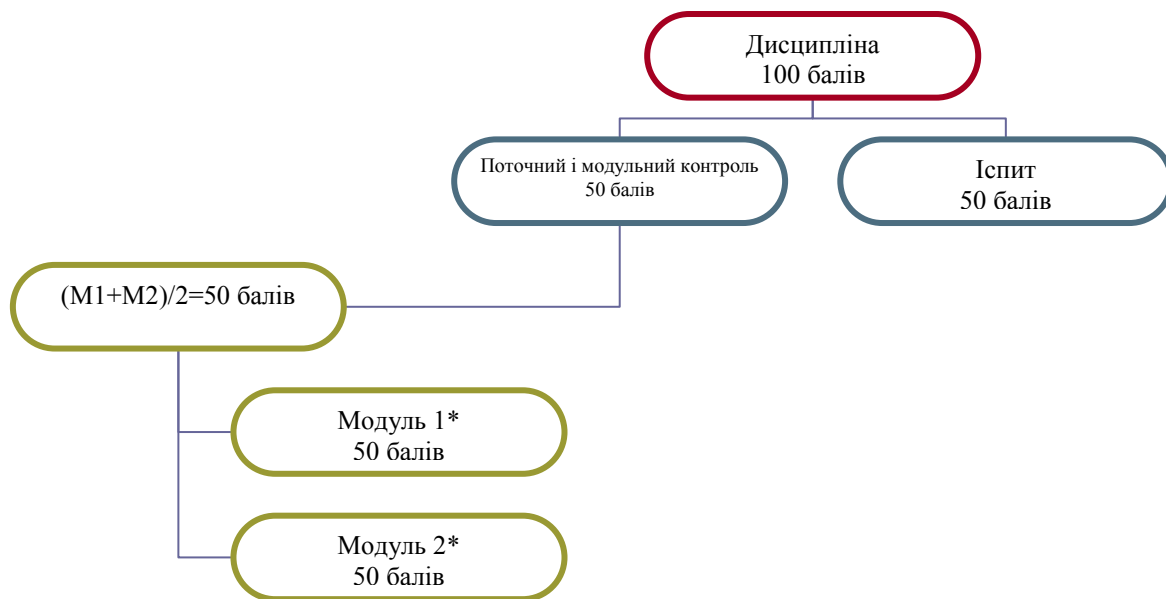 Дисципліна
100 балів
Поточний і модульний контроль
50 балів
Іспит
50 балів
(М1+М2)/2=50 балів
Модуль 1*
50 балів
Модуль 2*
50 балів